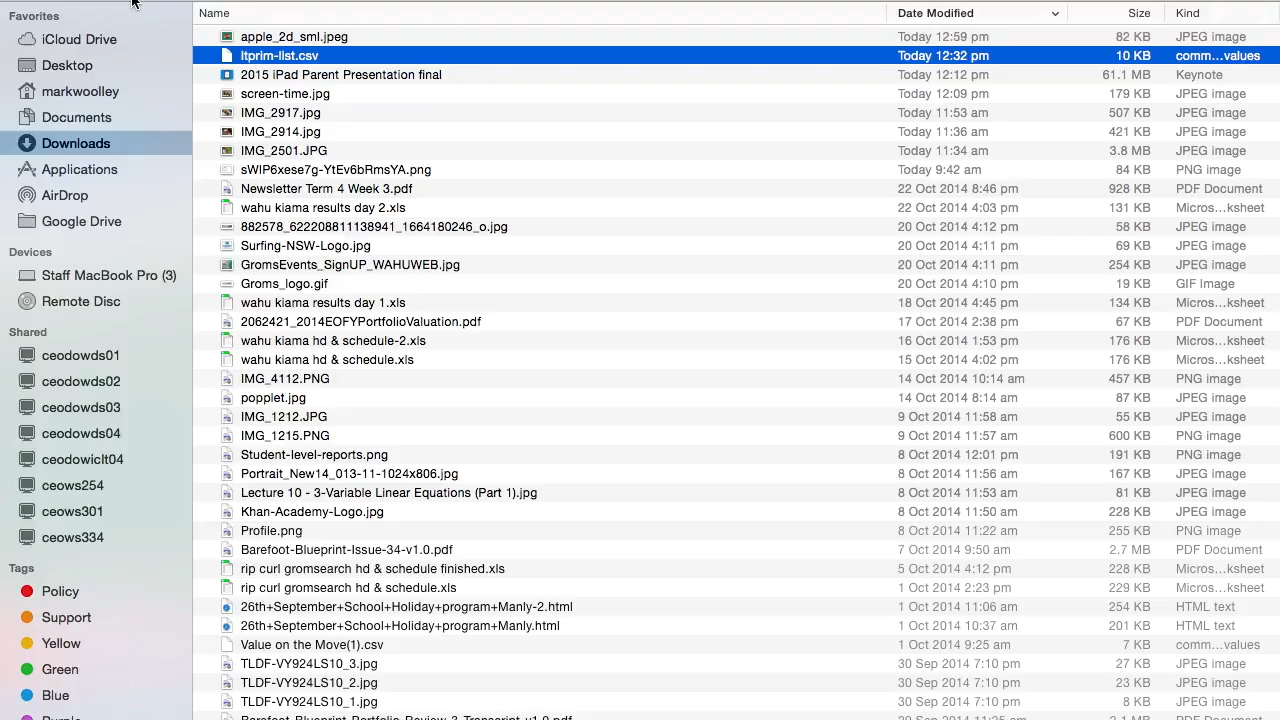 Favorites
iCloud Drive
Desktop
markwoolley
Documents
Downloads
Applications
AirDrop
Google Drive
Devices
Staff MacBook Pro (3)
Remote Disc
Shared
ceodowds01
ceodowds02
ceodowds03
ceodowds04
ceodowiclt04
ceows254
ceows301
ceows334
Tags
Policy
Support
Yellow
Green
Blue
Purple
Name Date Modified Size Kind
apple_2d_sml.jpeg Today 12:59 pm 82 KB JPEG image
ltprim-list.csv Today 12:32 pm 10 KB comm...values
2015 iPad Parent Presentation final Today 12:12 pm 61.1 MB Keynote
screen-time.jpg Today 12:09 pm 179 KB JPEG image
IMG_2917.jpg Today 11:53 am 507 KB JPEG image
IMG_2914.jpg Today 11:36 am 421 KB JPEG image
IMG_2501.JPG Today 11:34 am 3.8 MB JPEG image
sWIP6xese7g-YtEv6bRmsYA.png Today 9:42 am 84 KB PNG image
Newsletter Term 4 Week 3.pdf 22 Oct 2014 8:46 pm 928 KB PDF Document
wahu kiama results day 2.xls 22 Oct 2014 4:03 pm 131 KB Micros...ksheet
882578_622208811138941_1664180246_o.jpg 20 Oct 2014 4:12 pm 58 KB JPEG image
Surfing-NSW-Logo.jpg 20 Oct 2014 4:11 pm 69 KB JPEG image
GromsEvents_SignUP_WAHUWEB.jpg 20 Oct 2014 4:11 pm 254 KB JPEG image
Groms_logo.gif 20 Oct 2014 4:10 pm 19 KB GIF Image
wahu kiama results day 1.xls 18 Oct 2014 4:45 pm 134 KB Micros...ksheet
2062421_2014EOFYPortfolioValuation.pdf 17 Oct 2014 2:38 pm 67 KB PDF Document
wahu kiama hd & schedule-2.xls 16 Oct 2014 1:53 pm 176 KB Micros...ksheet
wahu kiama hd & schedule.xls 15 Oct 2014 4:02 pm 176 KB Micros...ksheet
IMG_4112.PNG 14 Oct 2014 10:14 am 457 KB PNG image
popplet.jpg 14 Oct 2014 8:14 am 87 KB JPEG image
IMG_1212.JPG 9 Oct 2014 11:58 am 55 KB JPEG image
IMG_1215.PNG 9 Oct 2014 11:57 am 600 KB PNG image
Student-level-reports.png 8 Oct 2014 12:01 pm 191 KB PNG image
Portrait_New14_013-11-1024x806.jpg 8 Oct 2014 11:56 am 167 KB JPEG image
Lecture 10 - 3-Variable Linear Equations (Part 1).jpg 8 Oct 2014 11:53 am 81 KB JPEG image
Khan-Academy-Logo.jpg 8 Oct 2014 11:50 am 228 KB JPEG image
Profile.png 8 Oct 2014 11:22 am 255 KB PNG image
Barefoot-Blueprint-Issue-34-v1.0.pdf 7 Oct 2014 9:50 am 2.7 MB PDF Document
rip curl gromsearch hd & schedule finished.xls 5 Oct 2014 4:12 pm 228 KB Micros...ksheet
rip curl gromsearch hd & schedule.xls 1 Oct 2014 2:23 pm 229 KB Micros...ksheet
26th+September+School+Holiday+program+Manly-2.html 1 Oct 2014 11:06 am 254 KB HTML text
26th+September+School+Holiday+program+Manly.html 1 Oct 2014 10:37 am 201 KB HTML text
Value on the Move(1).csv 1 Oct 2014 9:25 am 7 KB comm...values
TLDF-VY924LS10_3.jpg 30 Sep 2014 7:10 pm 27 KB JPEG image
TLDF-VY924LS10_2.jpg 30 Sep 2014 7:10 pm 23 KB JPEG image
TLDF-VY924LS10_1.jpg 30 Sep 2014 7:10 pm 8 KB JPEG image